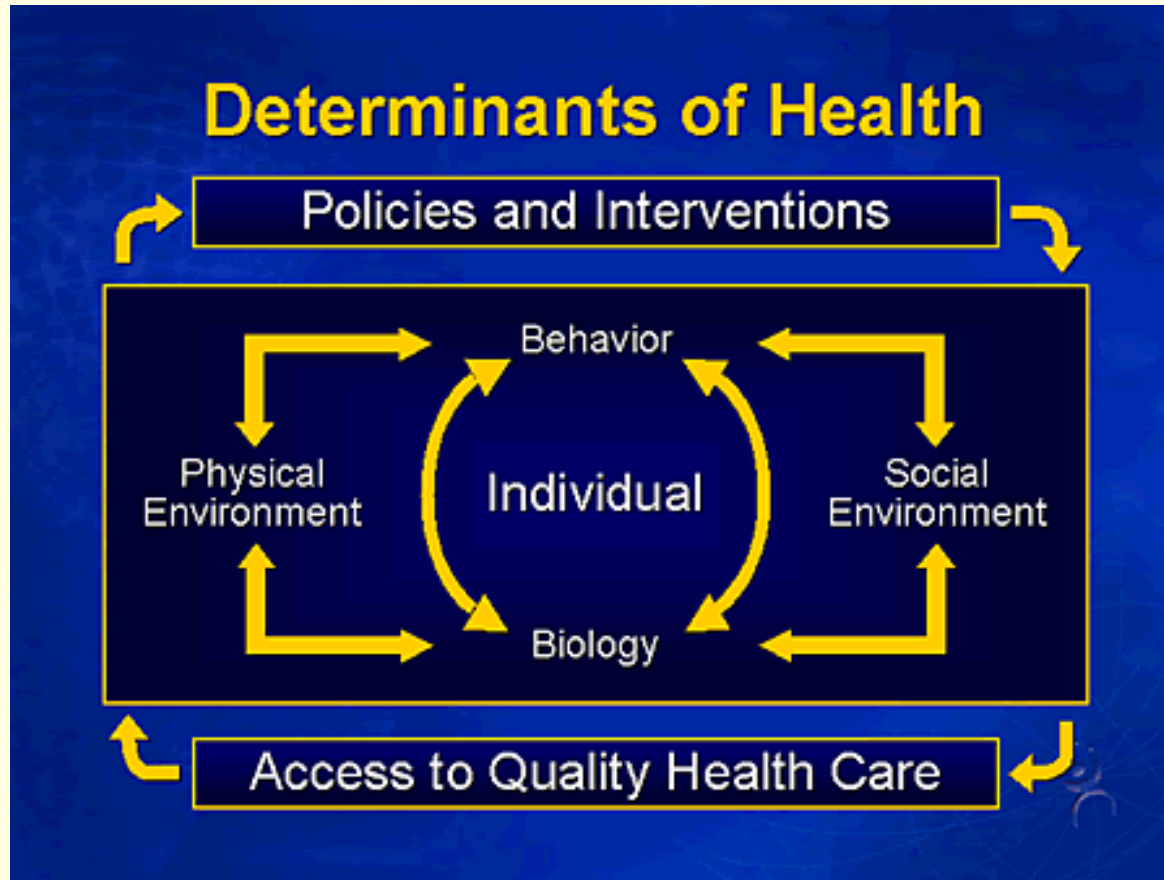 Determinants of Health
Policies and Interventions
Behavior
Physical
Environment
Individual
Social
Environment
Biology
Access to Quality Health Care